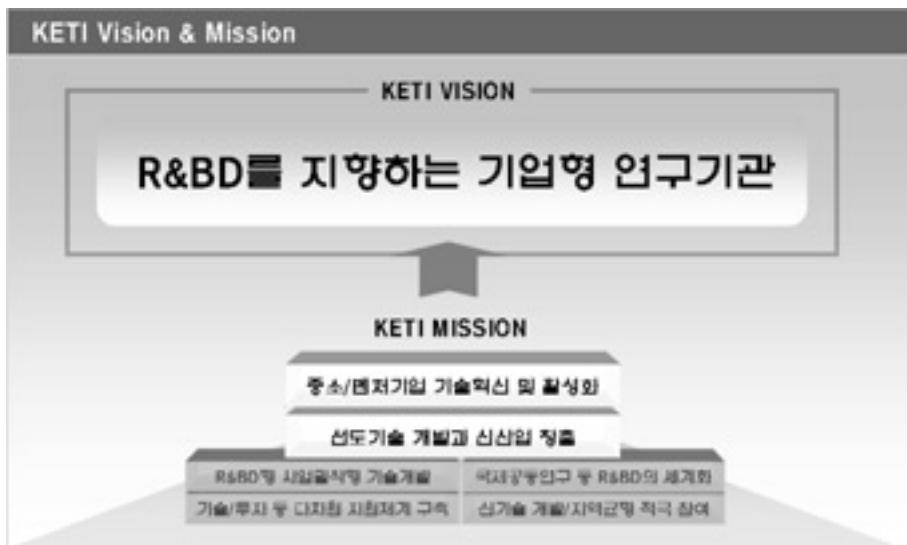 KETI Vision & Mission
KETI VISION
R&BD를 지향하는 기업형 연구기관
KETI MISSION
중소/벤처기업 기술혁신 및 활성화
선도기술 개발과 신산업 창출
R&BD형 사업밀착형 기술개발
국제공동연구 등 R&BD의 세계화
기술/투자 등 다차원 지원체계 구축
신기술 개발/지역균형 적극 참여